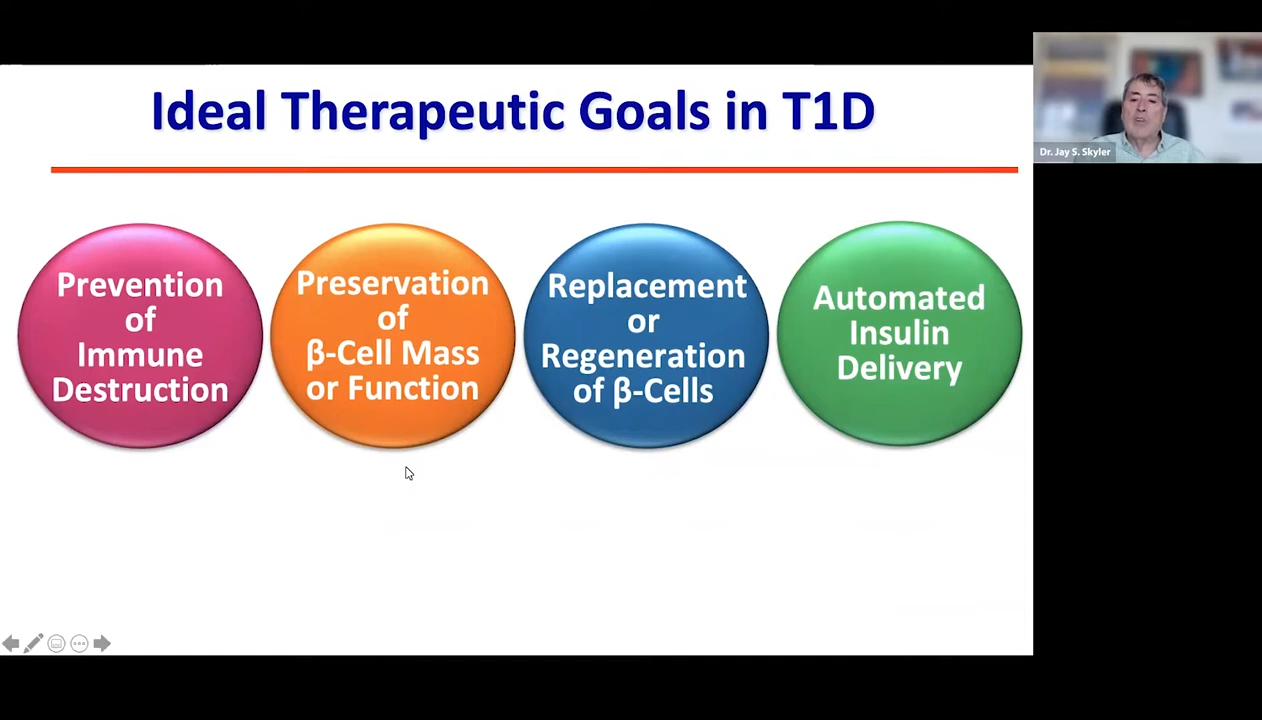 Ideal Therapeutic Goals in T1D
Dr. Jay S. Skyler
Prevention
of
Immune
Destruction
Preservation
of
β-Cell Mass
or Function
Replacement
or
Regeneration
of β-Cells
Automated
Insulin
Delivery